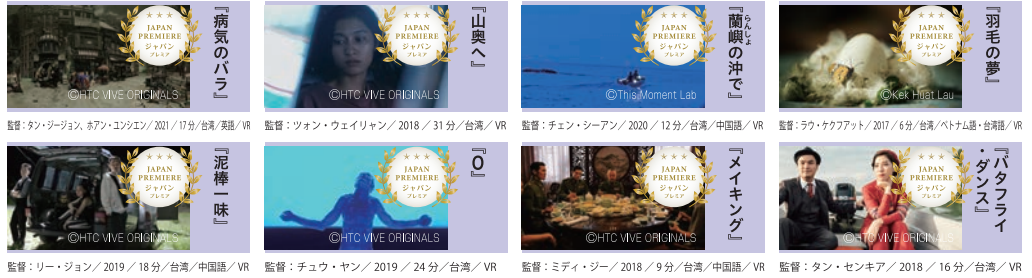 ★★★
JAPAN
PREMIERE
ジャパン
プレミア
『病気のバラ』
©HTC VIVE ORIGINALS
監督：タン・ジージョン、ホアン・ユンシエン／2021／17分／台湾／英語／VR
★★★
JAPAN
PREMIERE
ジャパン
プレミア
『山奥へ』
©HTC VIVE ORIGINALS
監督：ツォン・ウェイリャン／2018／31分／台湾／VR
★★★
JAPAN
PREMIERE
ジャパン
プレミア
『蘭嶼の沖で』
らんしょ
©This Moment Lab
監督：チェン・シーアン／2020／12分／台湾／中国語／VR
★★★
JAPAN
PREMIERE
ジャパン
プレミア
『羽毛の夢』
©Kek Huat Lau
監督：ラウ・ケクフアット／2017／6分／台湾／ベトナム語・台湾語／VR
★★★
JAPAN
PREMIERE
ジャパン
プレミア
『泥棒一味』
©HTC VIVE ORIGINALS
監督：リー・ジョン／2019／18分／台湾／中国語／VR
★★★
JAPAN
PREMIERE
ジャパン
プレミア
『O』
©HTC VIVE ORIGINALS
監督：チュウ・ヤン／2019／24分／台湾／VR
★★★
JAPAN
PREMIERE
ジャパン
プレミア
『メイキング』
©HTC VIVE ORIGINALS
監督：ミディ・ジー／2018／9分／台湾／中国語／VR
★★★
JAPAN
PREMIERE
ジャパン
プレミア
『バタフライ
・ダンス』
©HTC VIVE ORIGINALS
監督：タン・センキア／2018／16分／台湾／VR